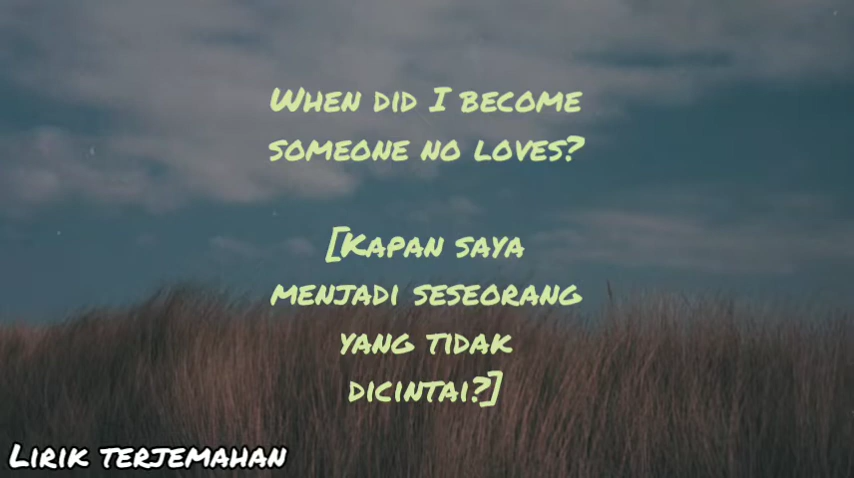 When did I become
someone no loves?
[Kapan saya
menjadi seseorang
yang tidak
dicintai?]
Lirik terjemahan